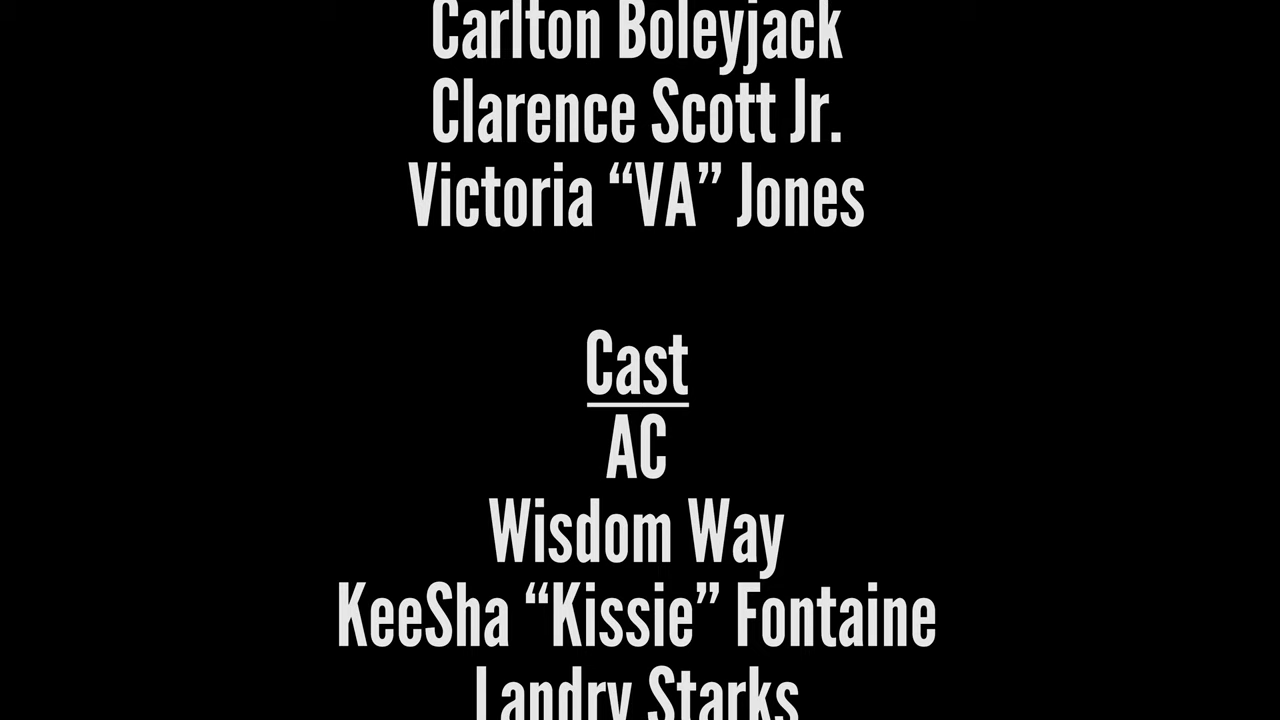 Carlton Boleyjack
Clarence Scott Jr.
Victoria “VA” Jones
Cast
AC
Wisdom Way
KeeSha “Kissie” Fontaine
Landry Starks